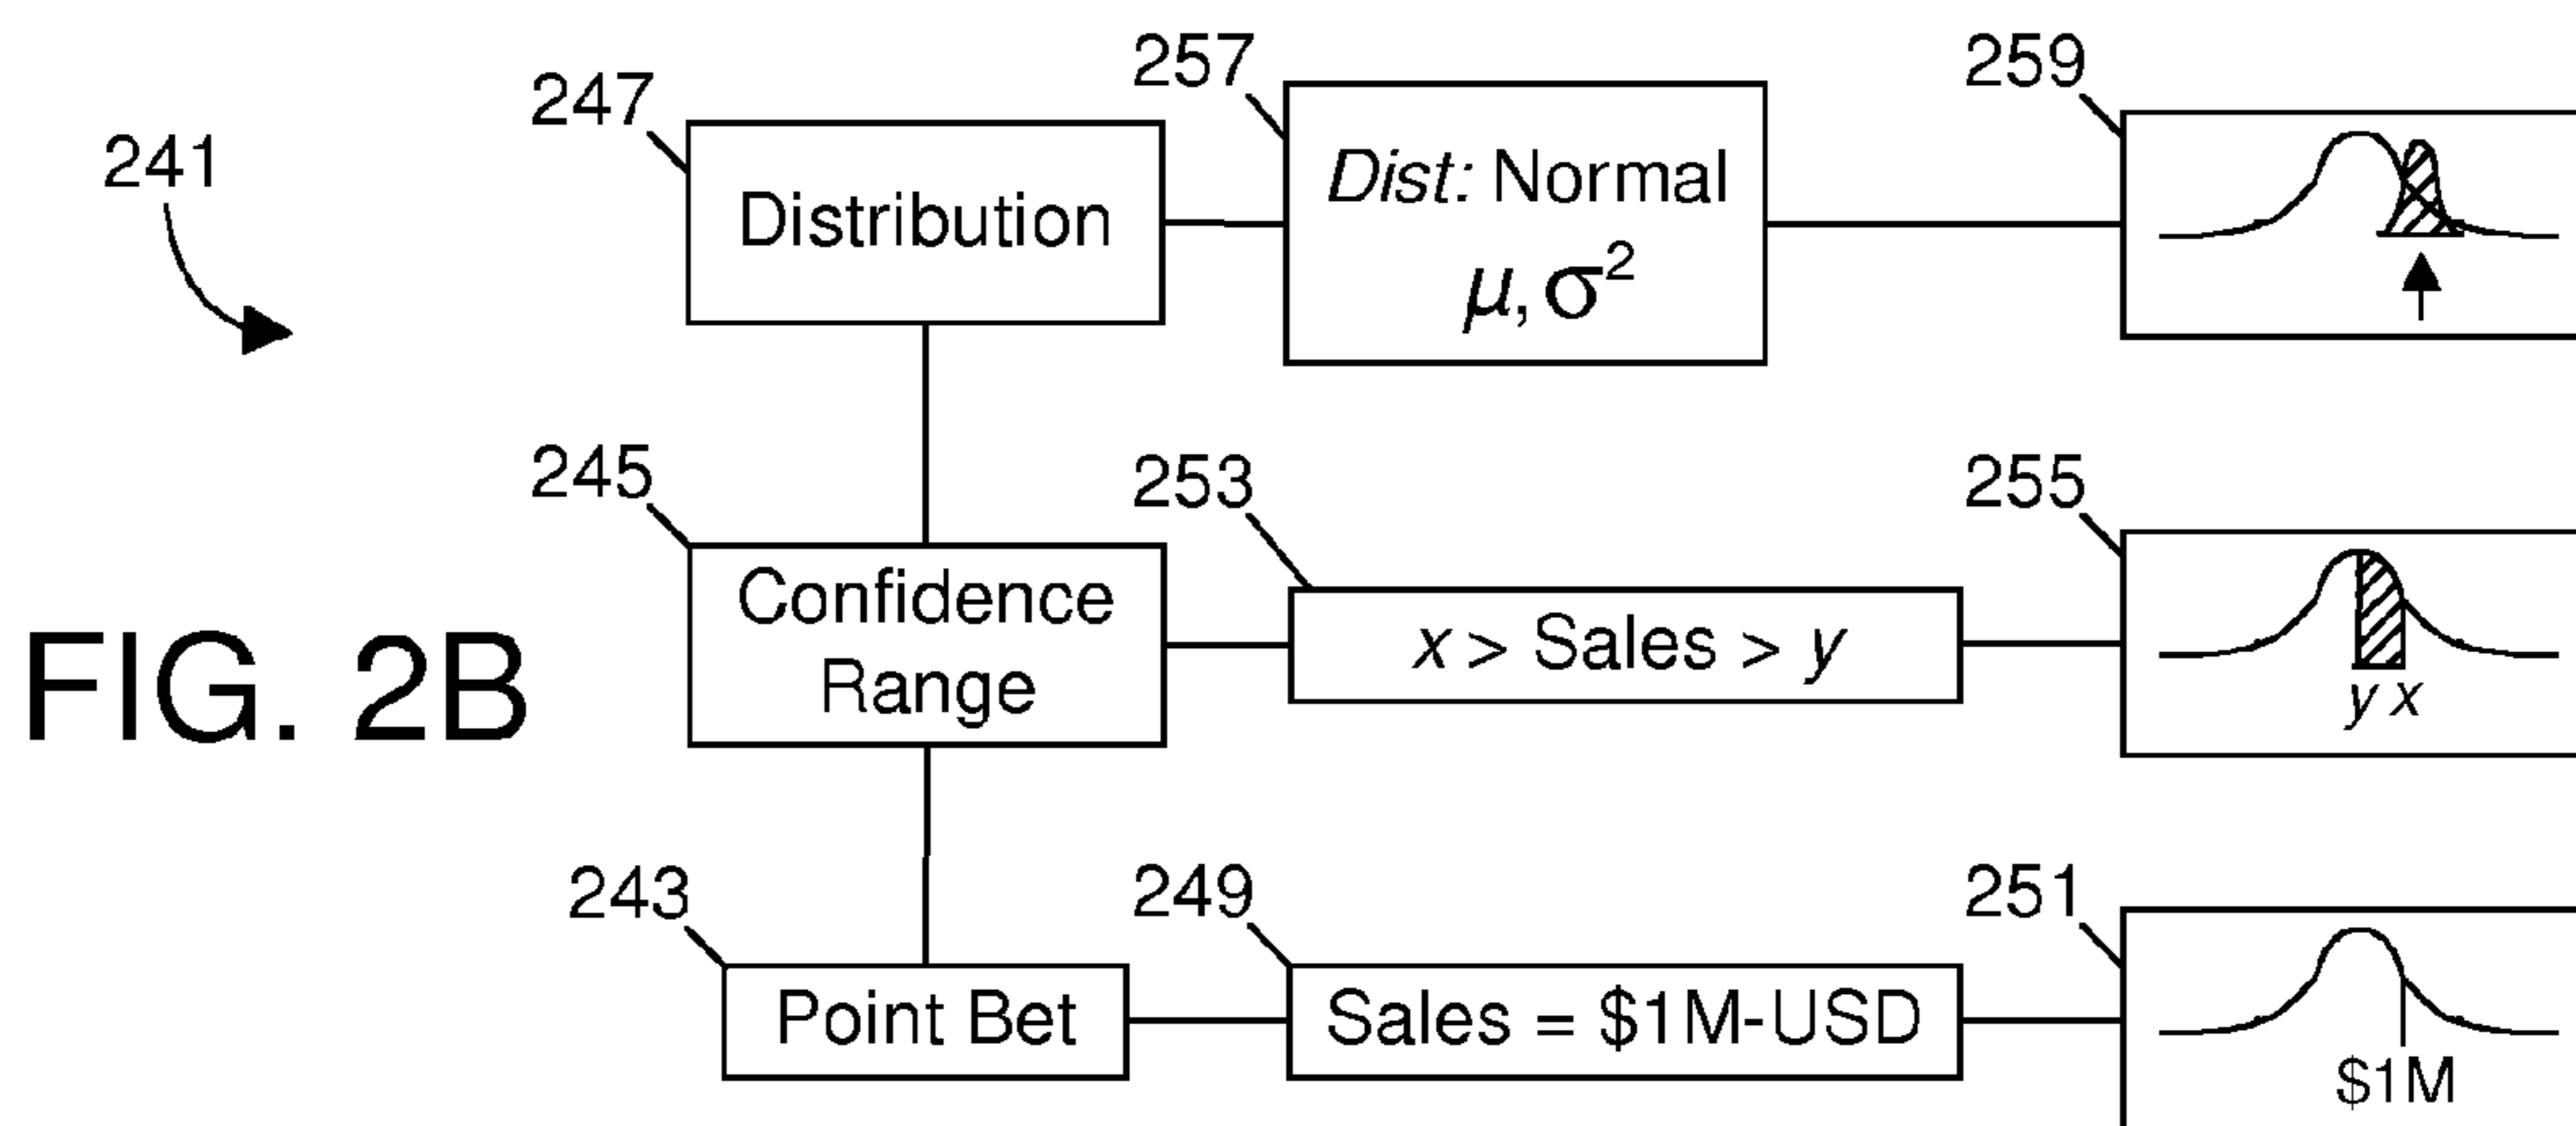 257
259
247
241
Dist: Normal
Distribution
μ, σ²
245
253
255
Confidence
Range
x > Sales > y
y x
FIG. 2B
243
249
251
Point Bet
Sales = $1M-USD
$1M